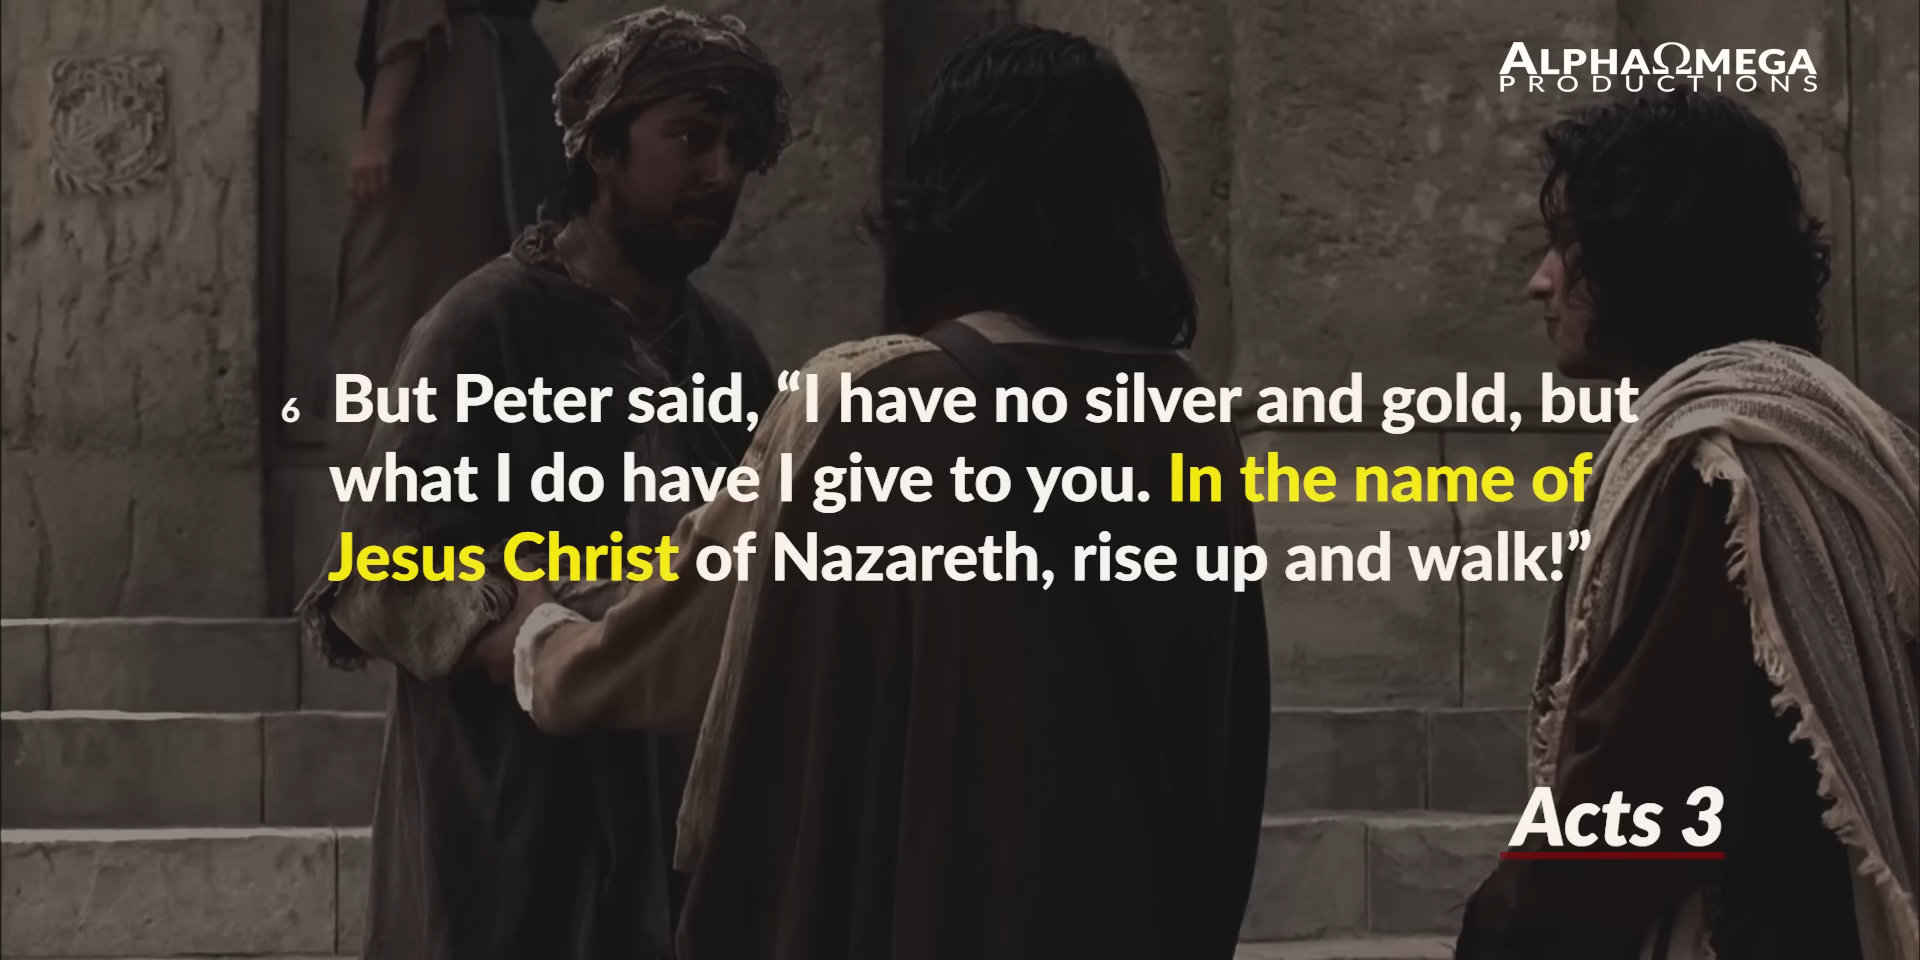 ALPHAΩMEGA
PRODUCTIONS
6 But Peter said, “I have no silver and gold, but
what I do have I give to you. In the name of
Jesus Christ of Nazareth, rise up and walk!”
Acts 3